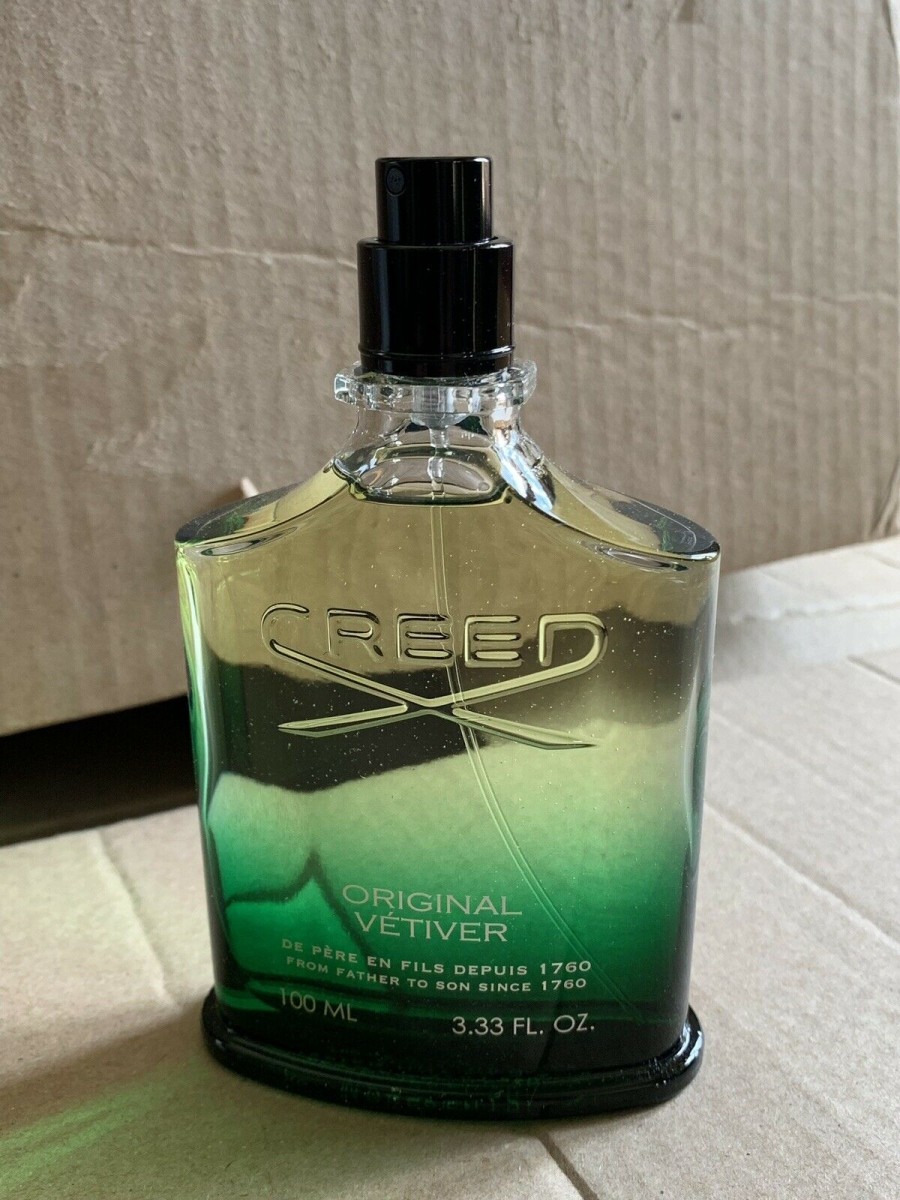 CREED
ORIGINAL
VÉTIVER
DE PÈRE EN FILS DEPUIS 1760
FROM FATHER TO SON SINCE 1760
100 ML 3.33 FL. OZ.